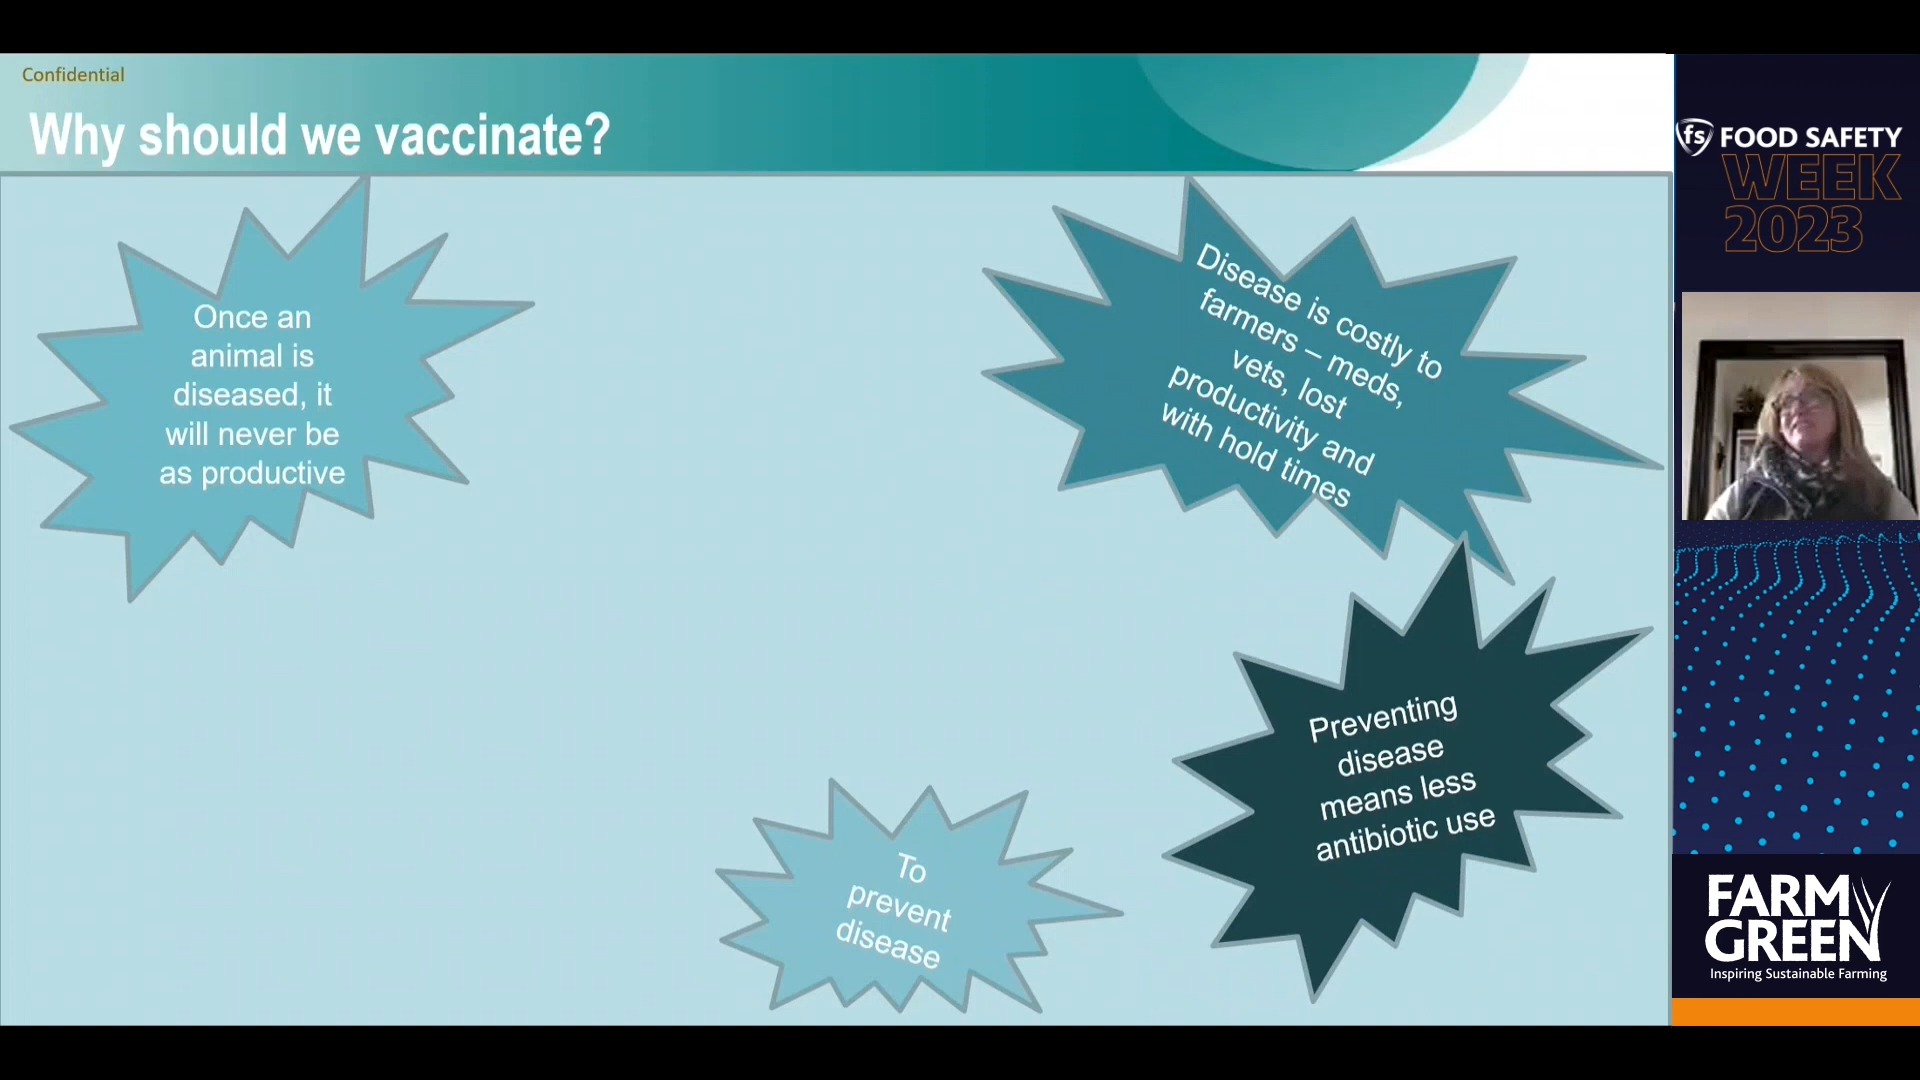 Confidential
Why should we vaccinate?
Once an
animal is
diseased, it
will never be
as productive
Disease is costly to
farmers – meds,
vets, lost
productivity and
with hold times
Preventing
disease
means less
antibiotic use
To
prevent
disease
fs FOOD SAFETY
WEEK
2023
FARM
GREEN
Inspiring Sustainable Farming